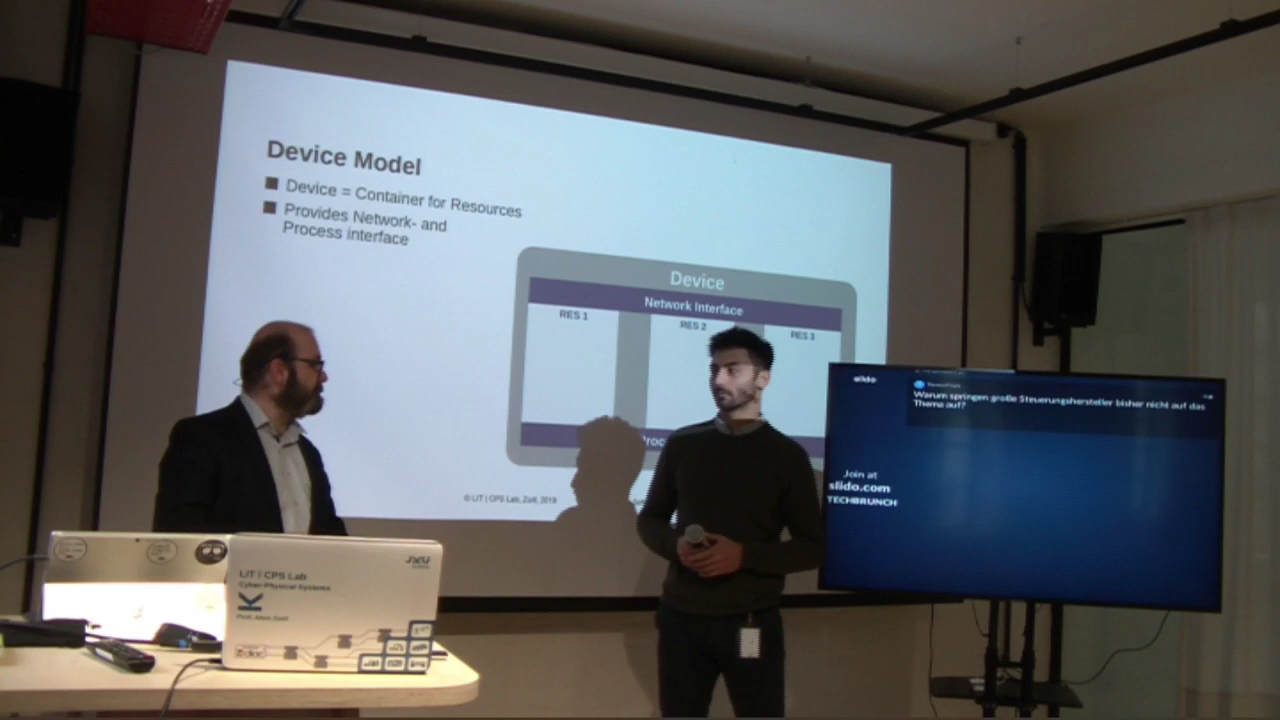 Device Model
Device = Container for Resources
Provides Network- and
Process interface
Device
Network Interface
RES 1
RES 2
RES 3
© LIT | CPS Lab, Zoitl, 2019
slido
Warum springen große Steuerungshersteller bisher nicht auf das
Thema auf?
Join at
slido.com
TECHBRUNCH
JKU
LIT / CPS Lab
Cyber-Physical Systems
K